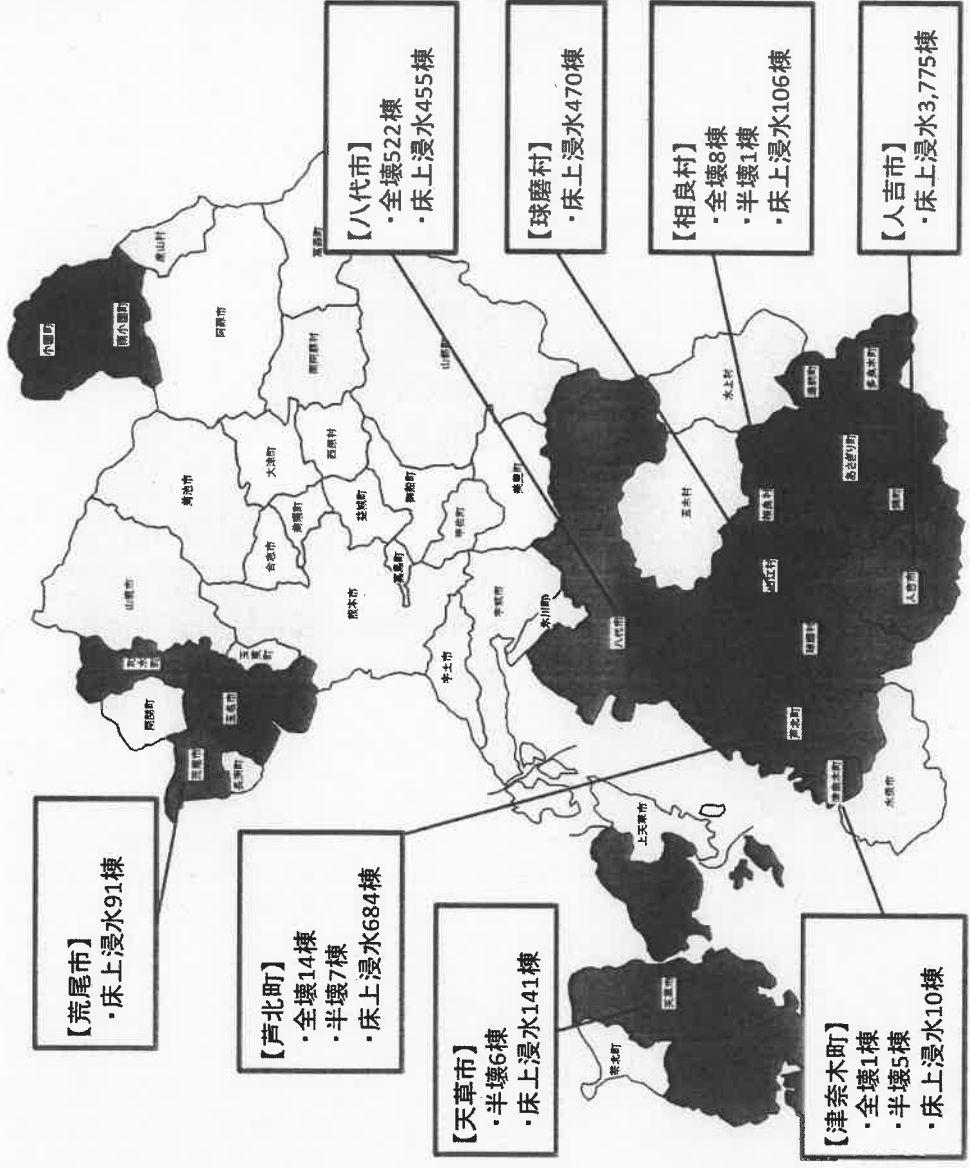 【荒尾市】
・床上浸水91棟
【芦北町】
・全壊14棟
・半壊7棟
・床上浸水684棟
【天草市】
・半壊6棟
・床上浸水141棟
【津奈木町】
・全壊1棟
・半壊5棟
・床上浸水10棟
【八代市】
・全壊522棟
・床上浸水455棟
【球磨村】
・床上浸水470棟
【相良村】
・全壊8棟
・半壊1棟
・床上浸水106棟
【人吉市】
・床上浸水3,775棟
小国町
南小国町
産山村
阿蘇市
高森町
南阿蘇村
山都町
菊池市
大津町
西原村
菊陽町
合志市
益城町
御船町
嘉島町
甲佐町
美里町
山鹿市
熊本市
玉東町
南関町
玉名市
荒尾市
長洲町
宇土市
宇城市
氷川町
八代市
五木村
水上村
湯前町
多良木町
あさぎり町
相良村
山江村
錦町
人吉市
球磨村
芦北町
津奈木町
水俣市
上天草市
天草市
苓北町